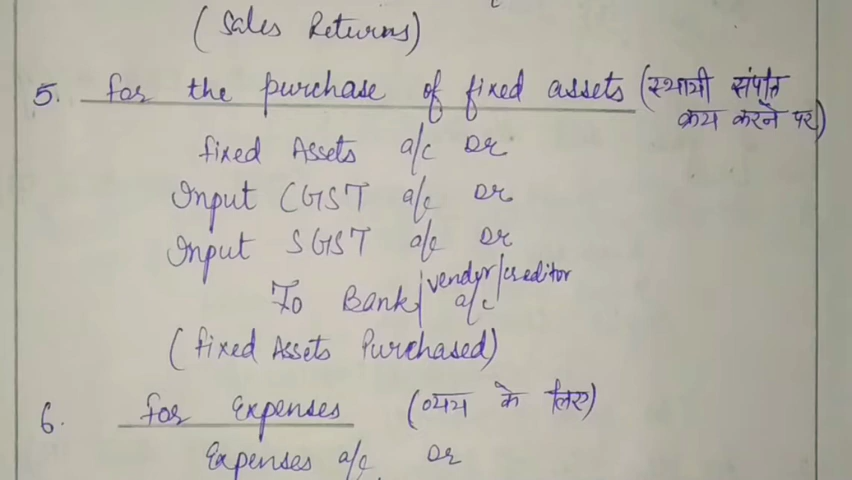 (Sales Returns)
5. for the purchase of fixed assets (स्थायी संपत्ति
क्रय करने पर)
fixed Assets a/c Dr
Input CGST a/c Dr
Input SGST a/c Dr
To Bank/vendor/creditor a/c
(fixed Assets Purchased)
6. for Expenses (व्यय के लिए)
Expenses a/c Dr